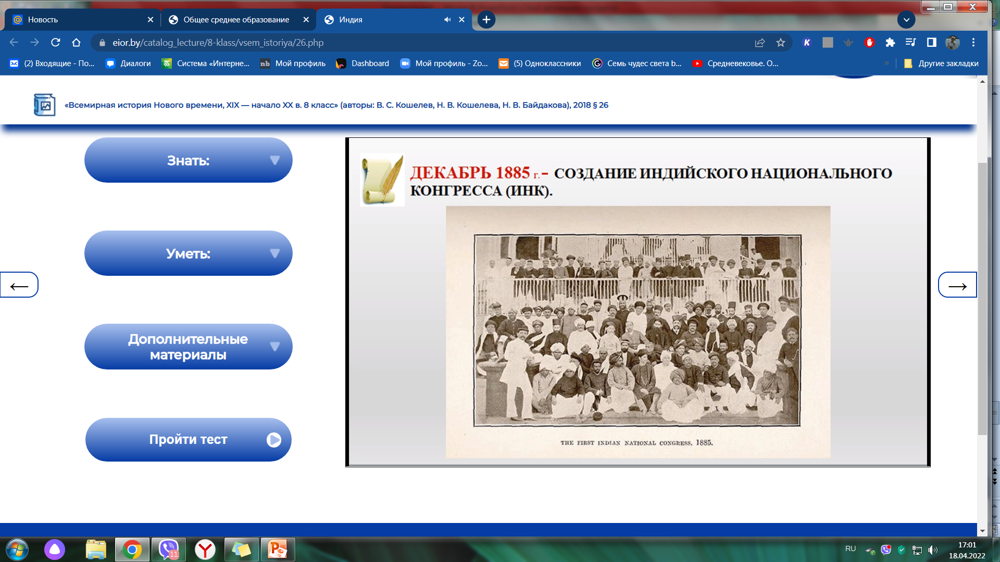 Новость
Общее среднее образование
Индия
eior.by/catalog_lecture/8-klass/vsem_istoriya/26.php
(2) Входящие - По...
Диалоги
Система «Интерне...
nb
Мой профиль
Dashboard
Мой профиль - Zo...
(5) Одноклассники
Семь чудес света b...
Средневековье. О...
»
Другие закладки
«Всемирная история Нового времени, XIX — начало XX в. 8 класс» (авторы: В. С. Кошелев, Н. В. Кошелева, Н. В. Байдакова), 2018 § 26
Знать:
Уметь:
Дополнительные
материалы
Пройти тест
ДЕКАБРЬ 1885 г.- СОЗДАНИЕ ИНДИЙСКОГО НАЦИОНАЛЬНОГО
КОНГРЕССА (ИНК).
THE FIRST INDIAN NATIONAL CONGRESS, 1885.
11
RU
17:01
18.04.2022